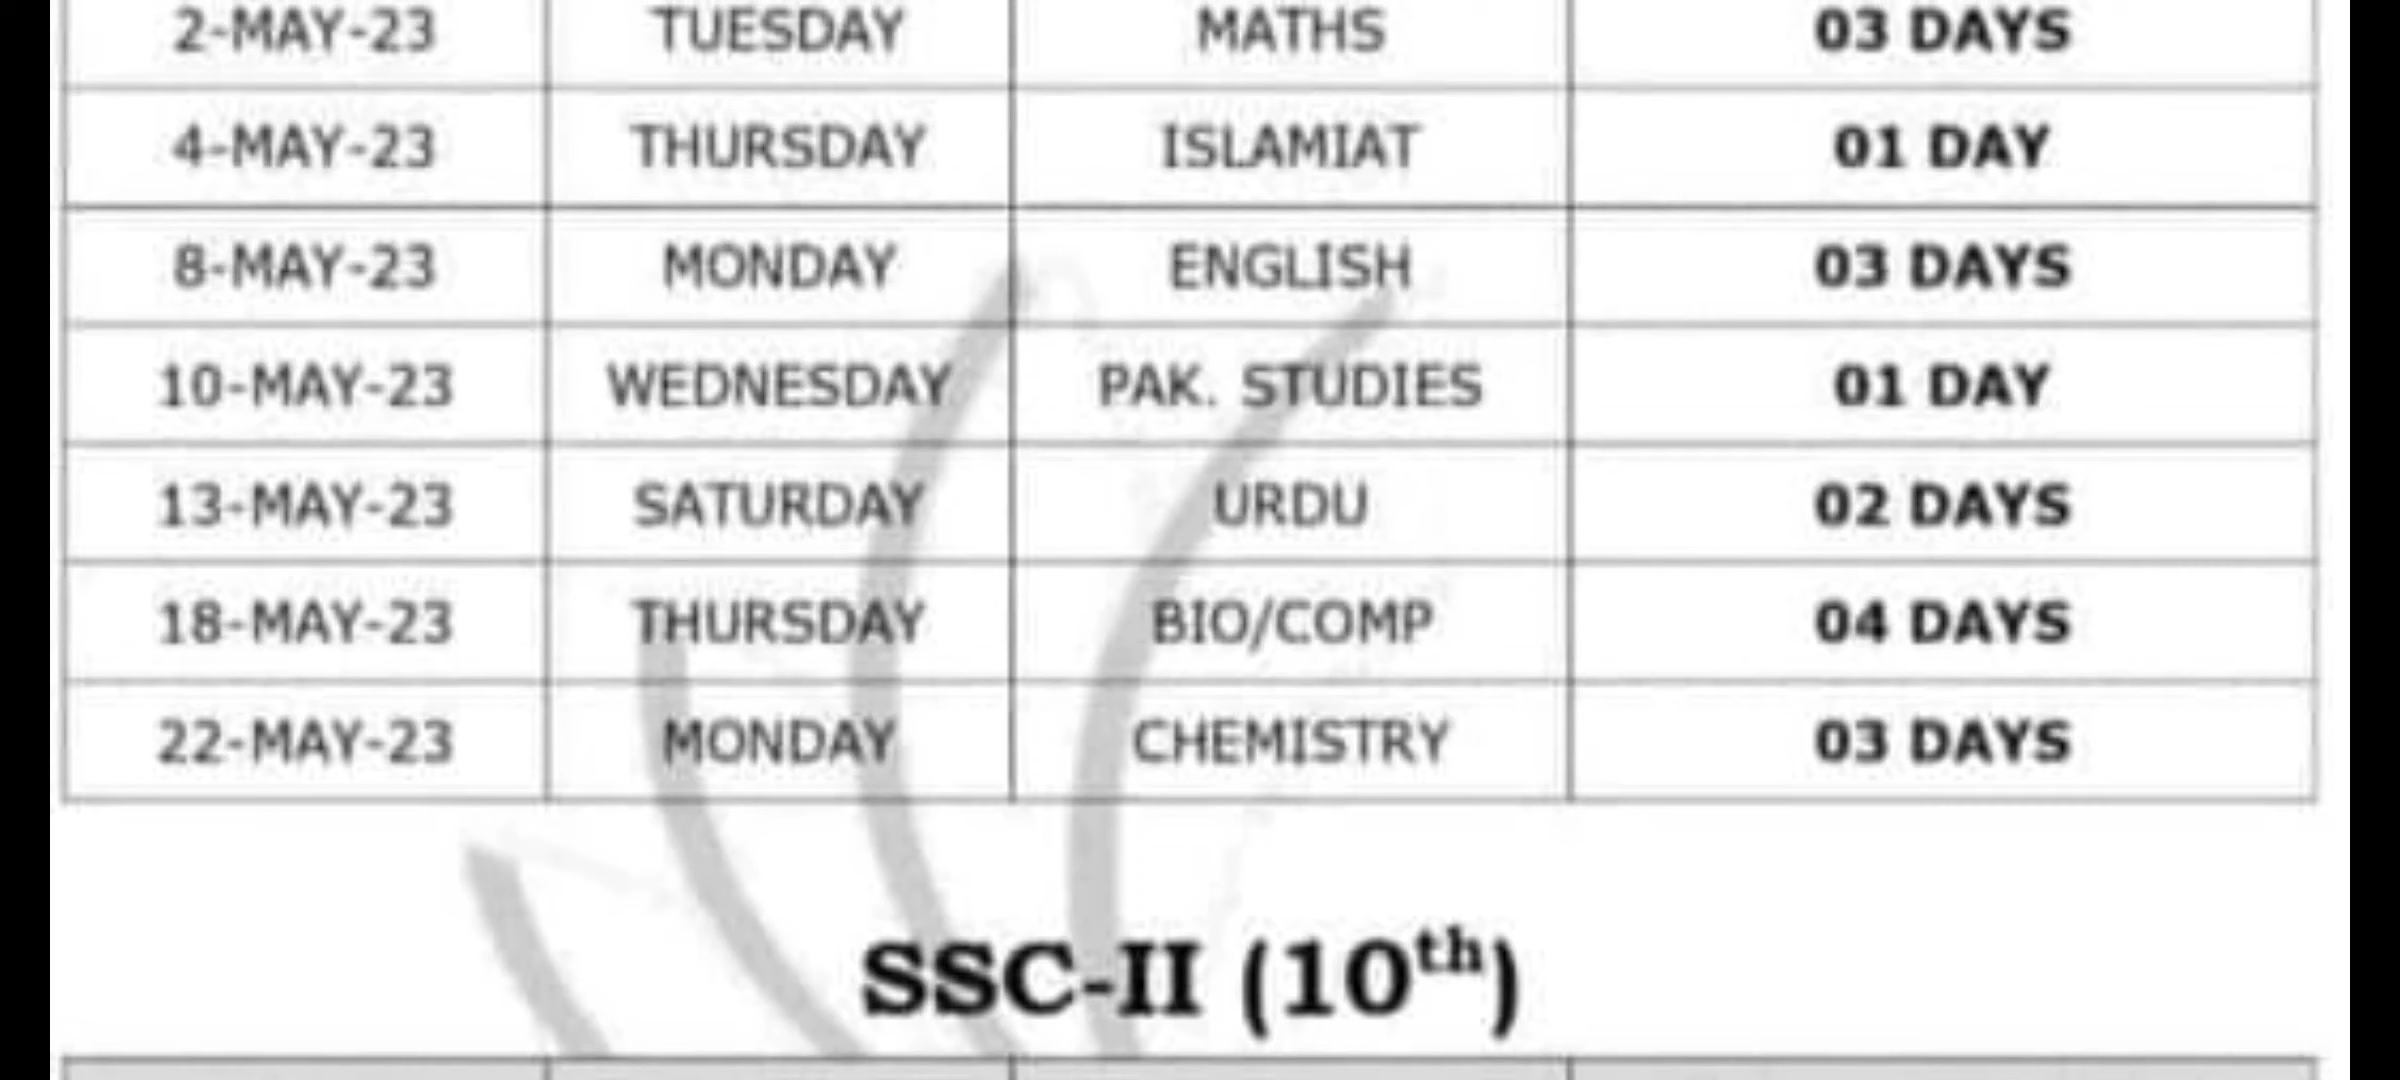 2-MAY-23 TUESDAY MATHS 03 DAYS
4-MAY-23 THURSDAY ISLAMIAT 01 DAY
8-MAY-23 MONDAY ENGLISH 03 DAYS
10-MAY-23 WEDNESDAY PAK. STUDIES 01 DAY
13-MAY-23 SATURDAY URDU 02 DAYS
18-MAY-23 THURSDAY BIO/COMP 04 DAYS
22-MAY-23 MONDAY CHEMISTRY 03 DAYS
SSC-II (10th)